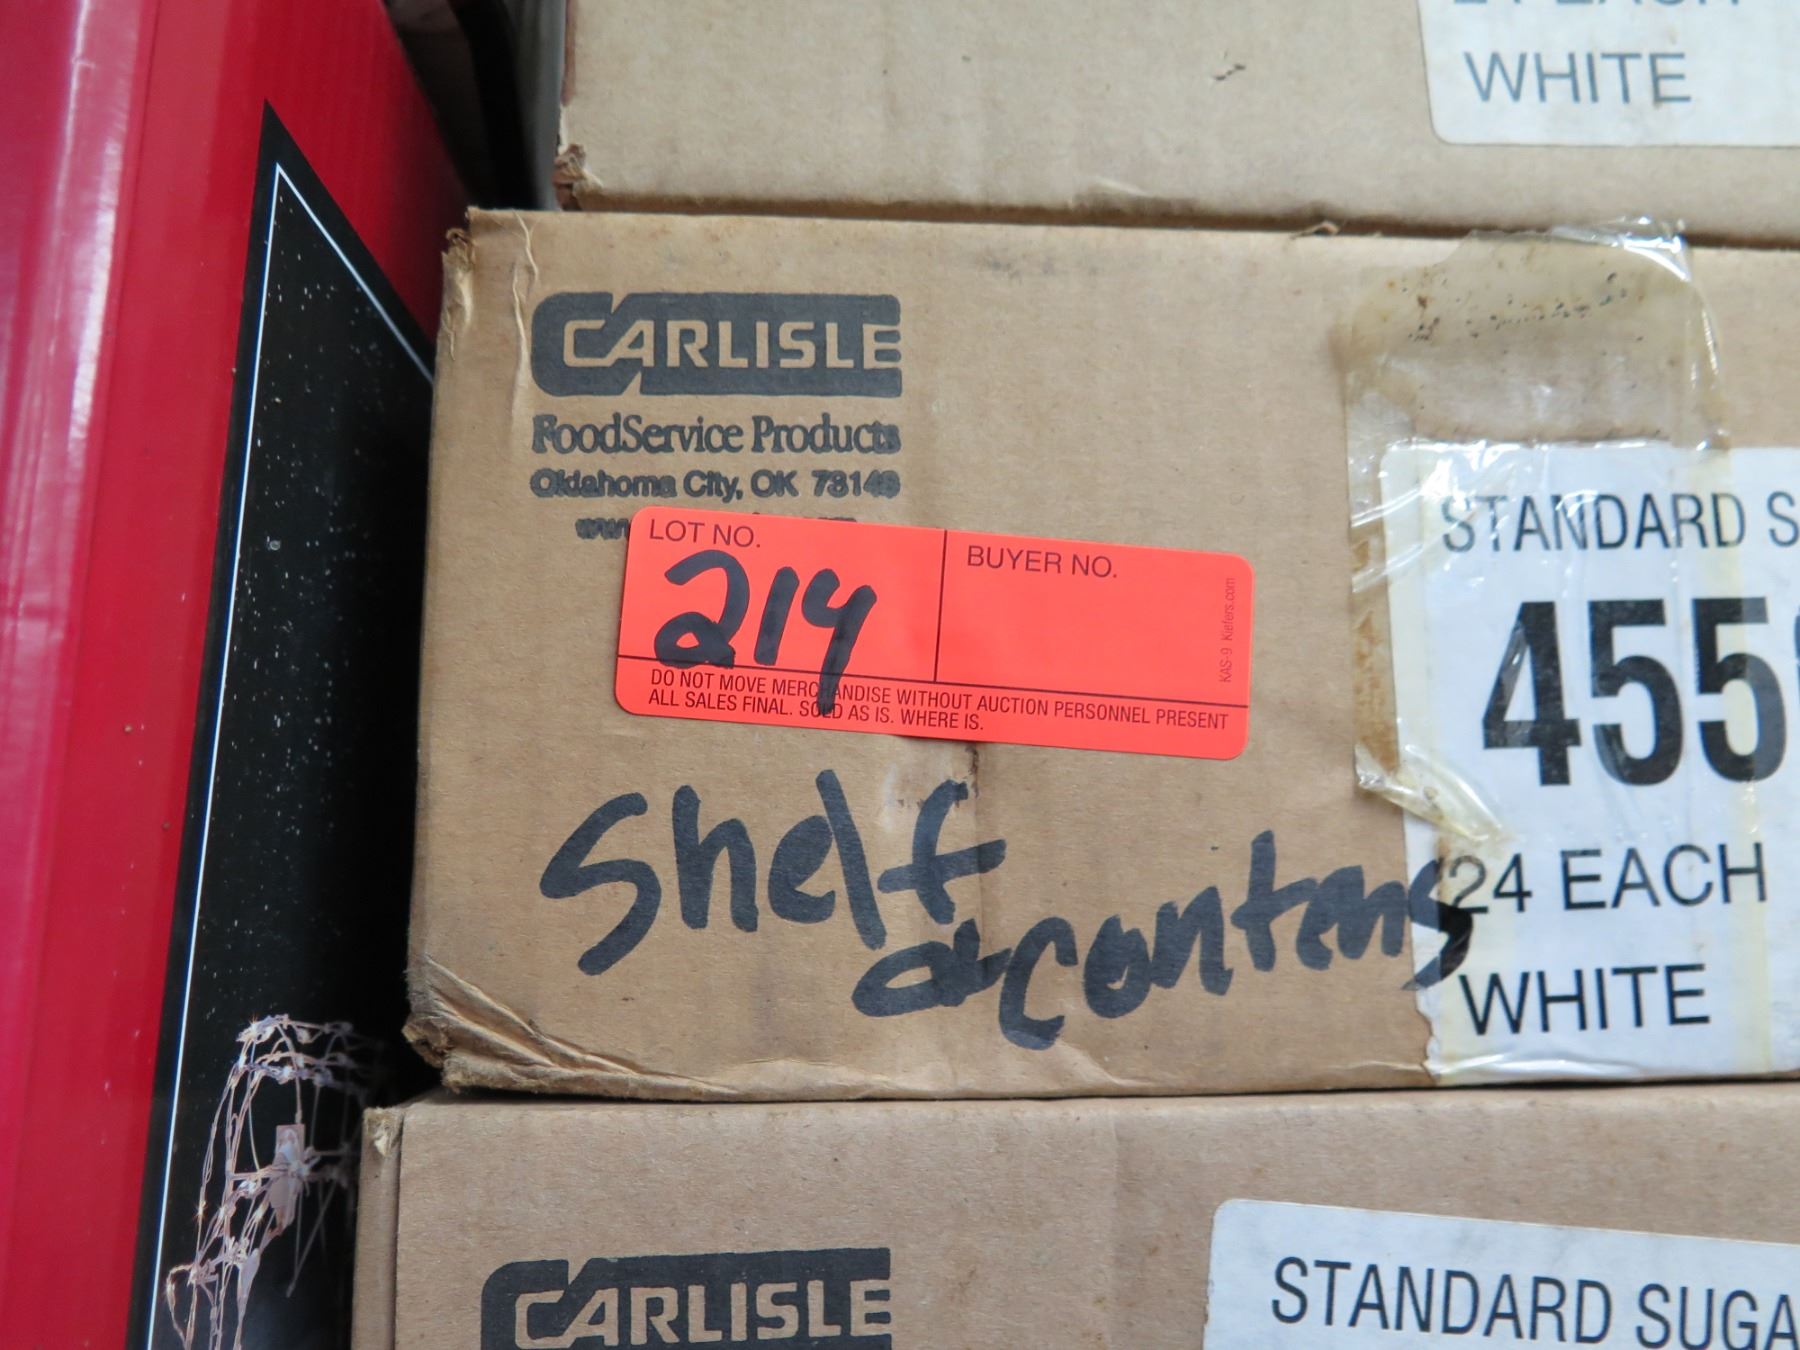 WHITE
CARLISLE
FoodService Products
Oklahoma City, OK
LOT NO.
214
BUYER NO.
KAS-9 Kiefers.com
DO NOT MOVE MERCHANDISE WITHOUT AUCTION PERSONNEL PRESENT
ALL SALES FINAL. SOLD AS IS. WHERE IS.
Shelf
& contens
STANDARD S
455
24 EACH
WHITE
CARLISLE
STANDARD SUGA